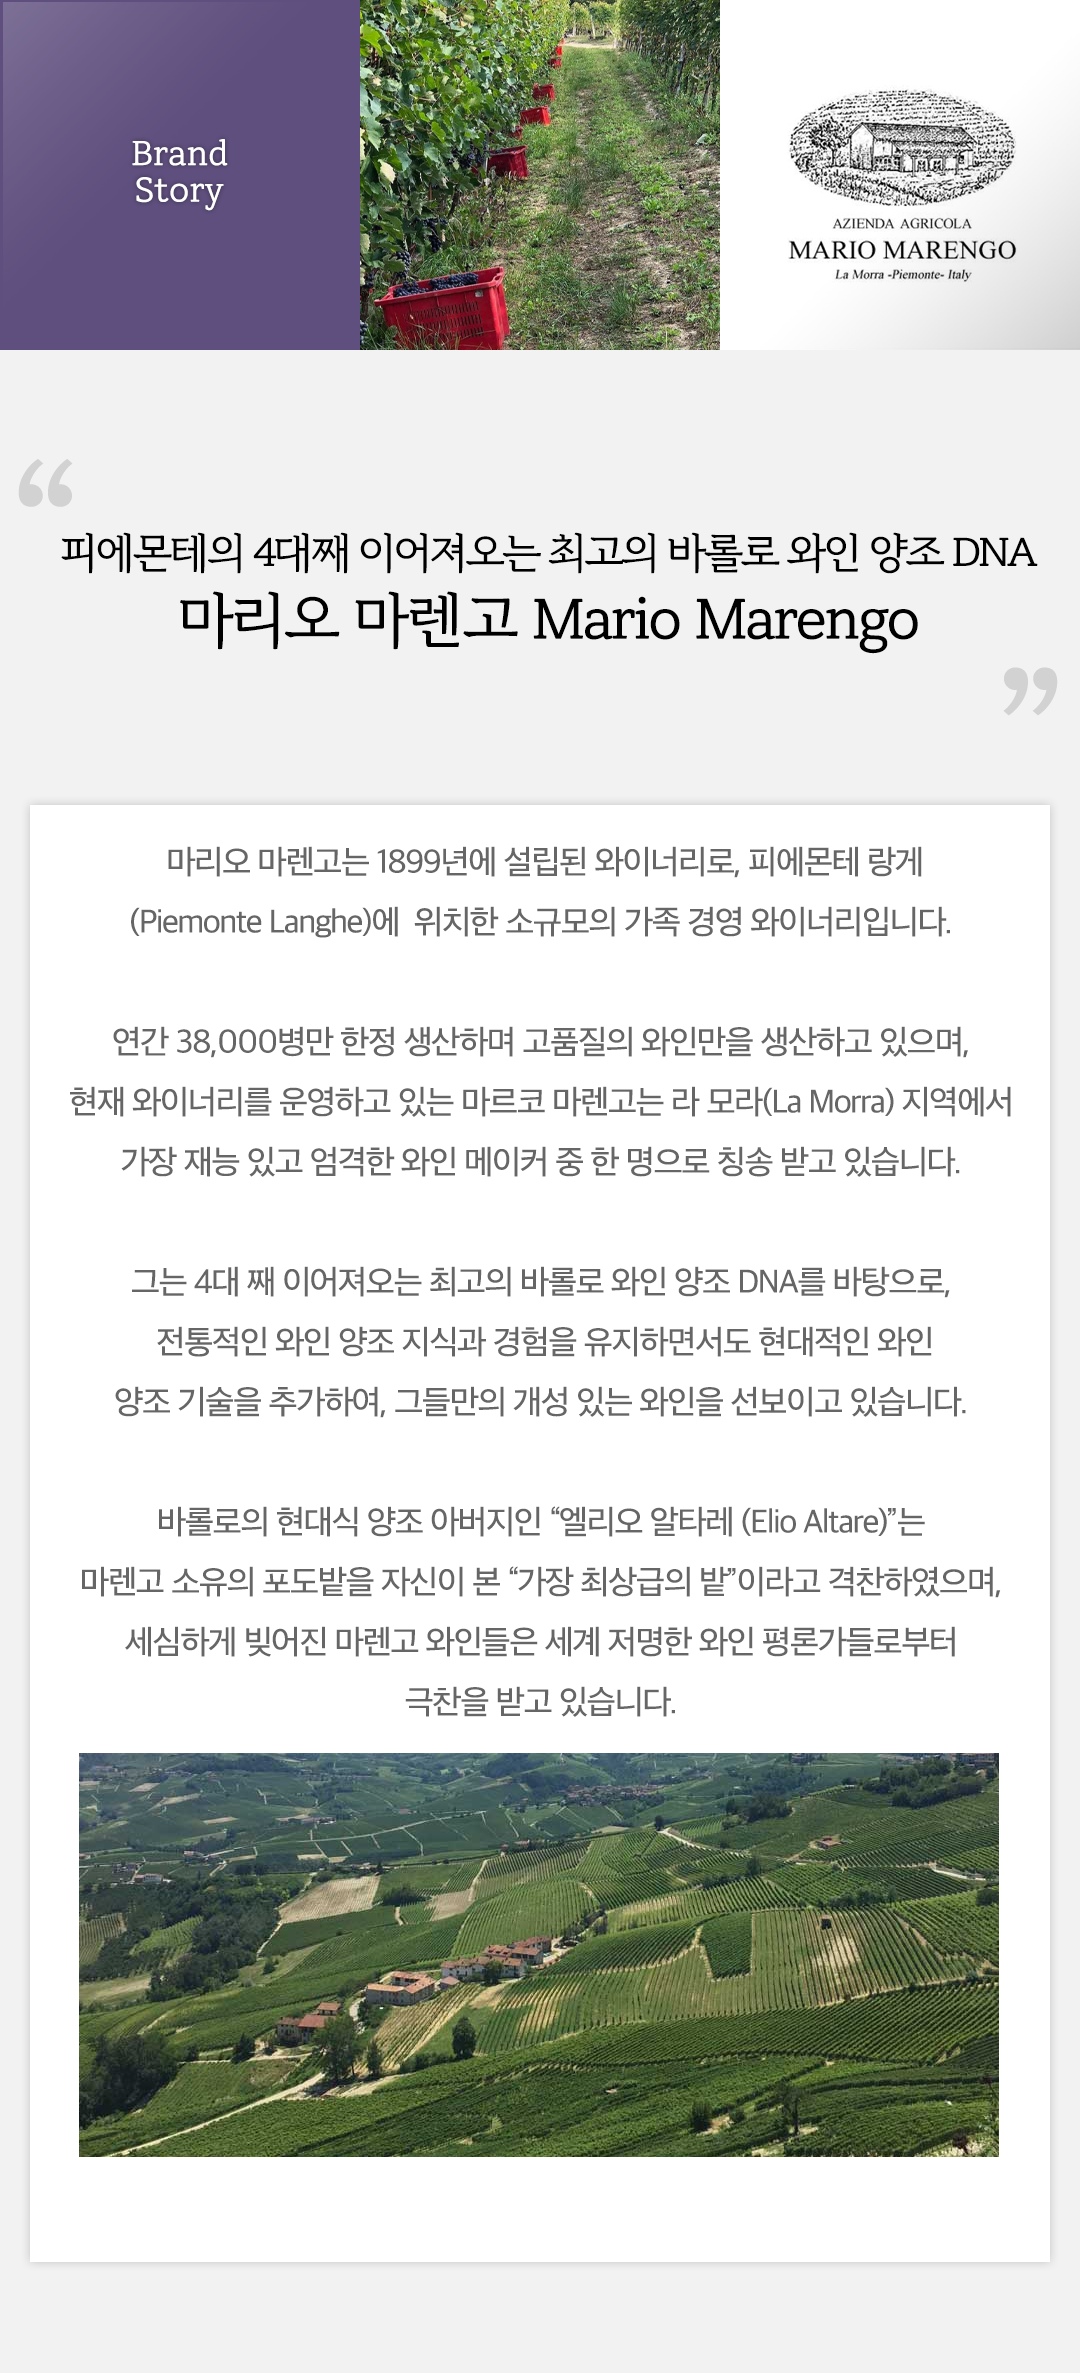 Brand
Story
AZIENDA AGRICOLA
MARIO MARENGO
La Morra -Piemonte- Italy
“
피에몬테의 4대째 이어져오는 최고의 바롤로 와인 양조 DNA
마리오 마렌고 Mario Marengo
”
마리오 마렌고는 1899년에 설립된 와이너리로, 피에몬테 랑게
(Piemonte Langhe)에 위치한 소규모의 가족 경영 와이너리입니다.
연간 38,000병만 한정 생산하며 고품질의 와인만을 생산하고 있으며,
현재 와이너리를 운영하고 있는 마르코 마렌고는 라 모라(La Morra) 지역에서
가장 재능 있고 엄격한 와인 메이커 중 한 명으로 칭송 받고 있습니다.
그는 4대 째 이어져오는 최고의 바롤로 와인 양조 DNA를 바탕으로,
전통적인 와인 양조 지식과 경험을 유지하면서도 현대적인 와인
양조 기술을 추가하여, 그들만의 개성 있는 와인을 선보이고 있습니다.
바롤로의 현대식 양조 아버지인 “엘리오 알타레 (Elio Altare)”는
마렌고 소유의 포도밭을 자신이 본 “가장 최상급의 밭”이라고 격찬하였으며,
세심하게 빚어진 마렌고 와인들은 세계 저명한 와인 평론가들로부터
극찬을 받고 있습니다.